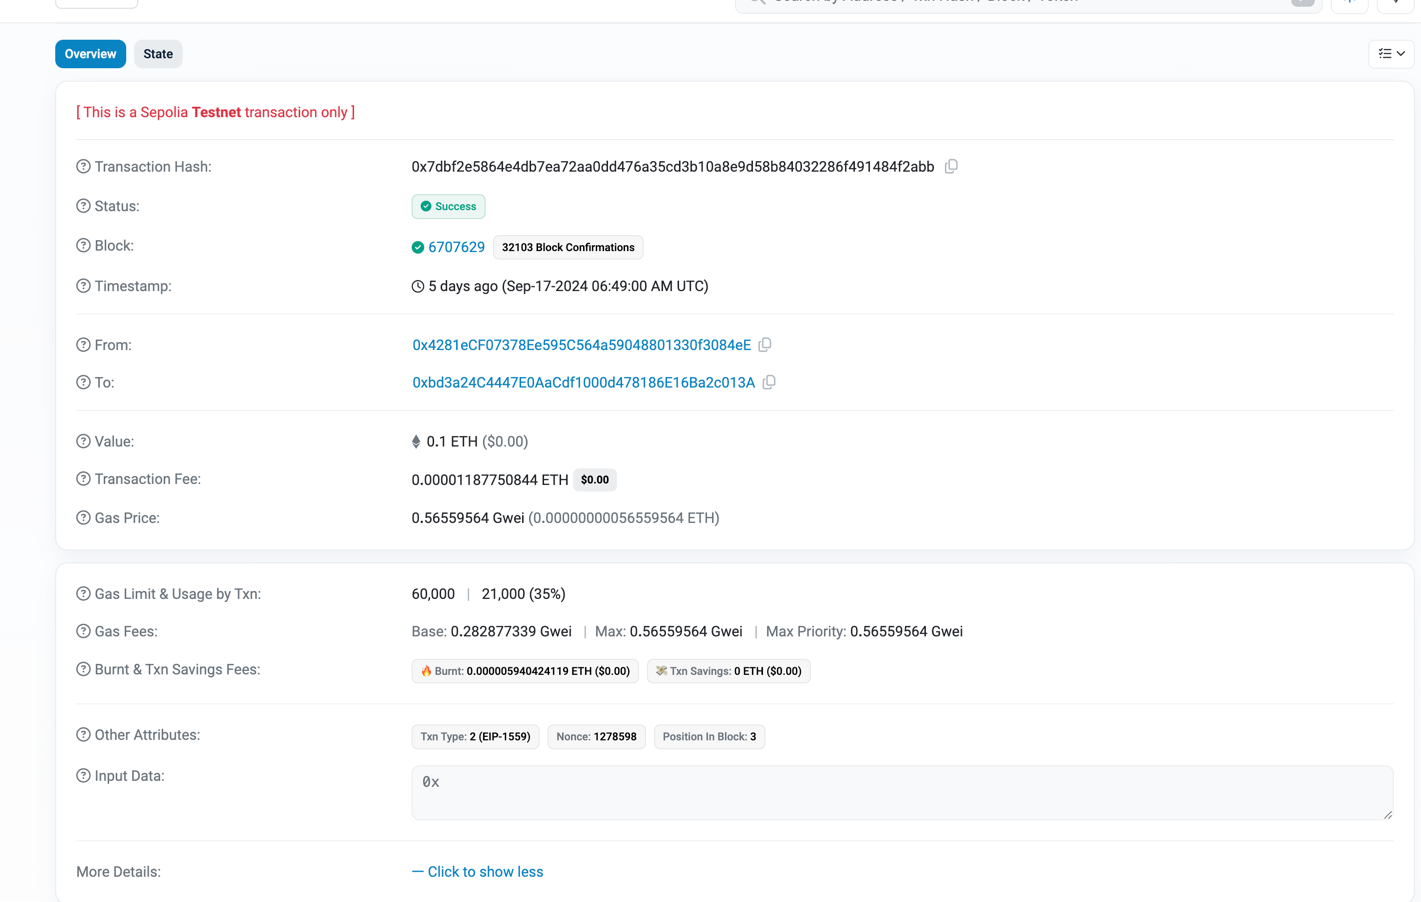 Overview State
[ This is a Sepolia Testnet transaction only ]
Transaction Hash: 0x7dbf2e5864e4db7ea72aa0dd476a35cd3b10a8e9d58b84032286f491484f2abb
Status: Success
Block: 6707629 32103 Block Confirmations
Timestamp: 5 days ago (Sep-17-2024 06:49:00 AM UTC)
From: 0x4281eCF07378Ee595C564a59048801330f3084eE
To: 0xbd3a24C4447E0AaCdf1000d478186E16Ba2c013A
Value: 0.1 ETH ($0.00)
Transaction Fee: 0.00001187750844 ETH $0.00
Gas Price: 0.56559564 Gwei (0.00000000056559564 ETH)
Gas Limit & Usage by Txn: 60,000 | 21,000 (35%)
Gas Fees: Base: 0.282877339 Gwei | Max: 0.56559564 Gwei | Max Priority: 0.56559564 Gwei
Burnt & Txn Savings Fees: 🔥 Burnt: 0.000005940424119 ETH ($0.00) 💸 Txn Savings: 0 ETH ($0.00)
Other Attributes: Txn Type: 2 (EIP-1559) Nonce: 1278598 Position In Block: 3
Input Data: 0x
More Details: — Click to show less